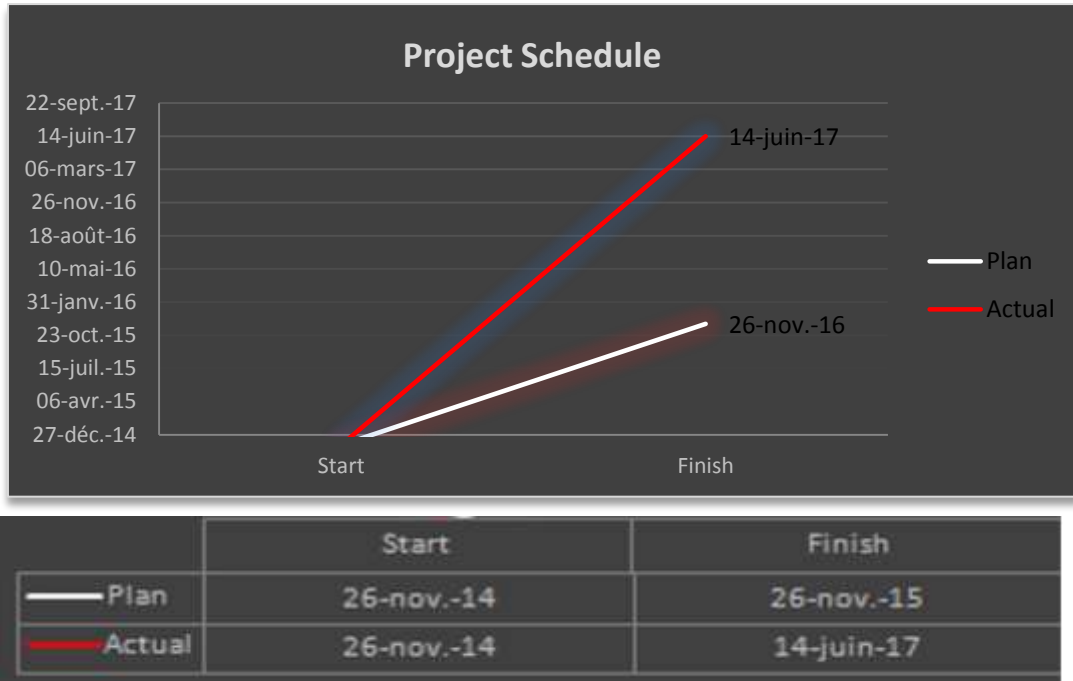 Project Schedule
22-sept.-17
14-juin-17
06-mars-17
26-nov.-16
18-août-16
10-mai-16
31-janv.-16
23-oct.-15
15-juil.-15
06-avr.-15
27-déc.-14
14-juin-17
26-nov.-16
Start Finish
Plan
Actual
Start Finish
Plan 26-nov.-14 26-nov.-15
Actual 26-nov.-14 14-juin-17